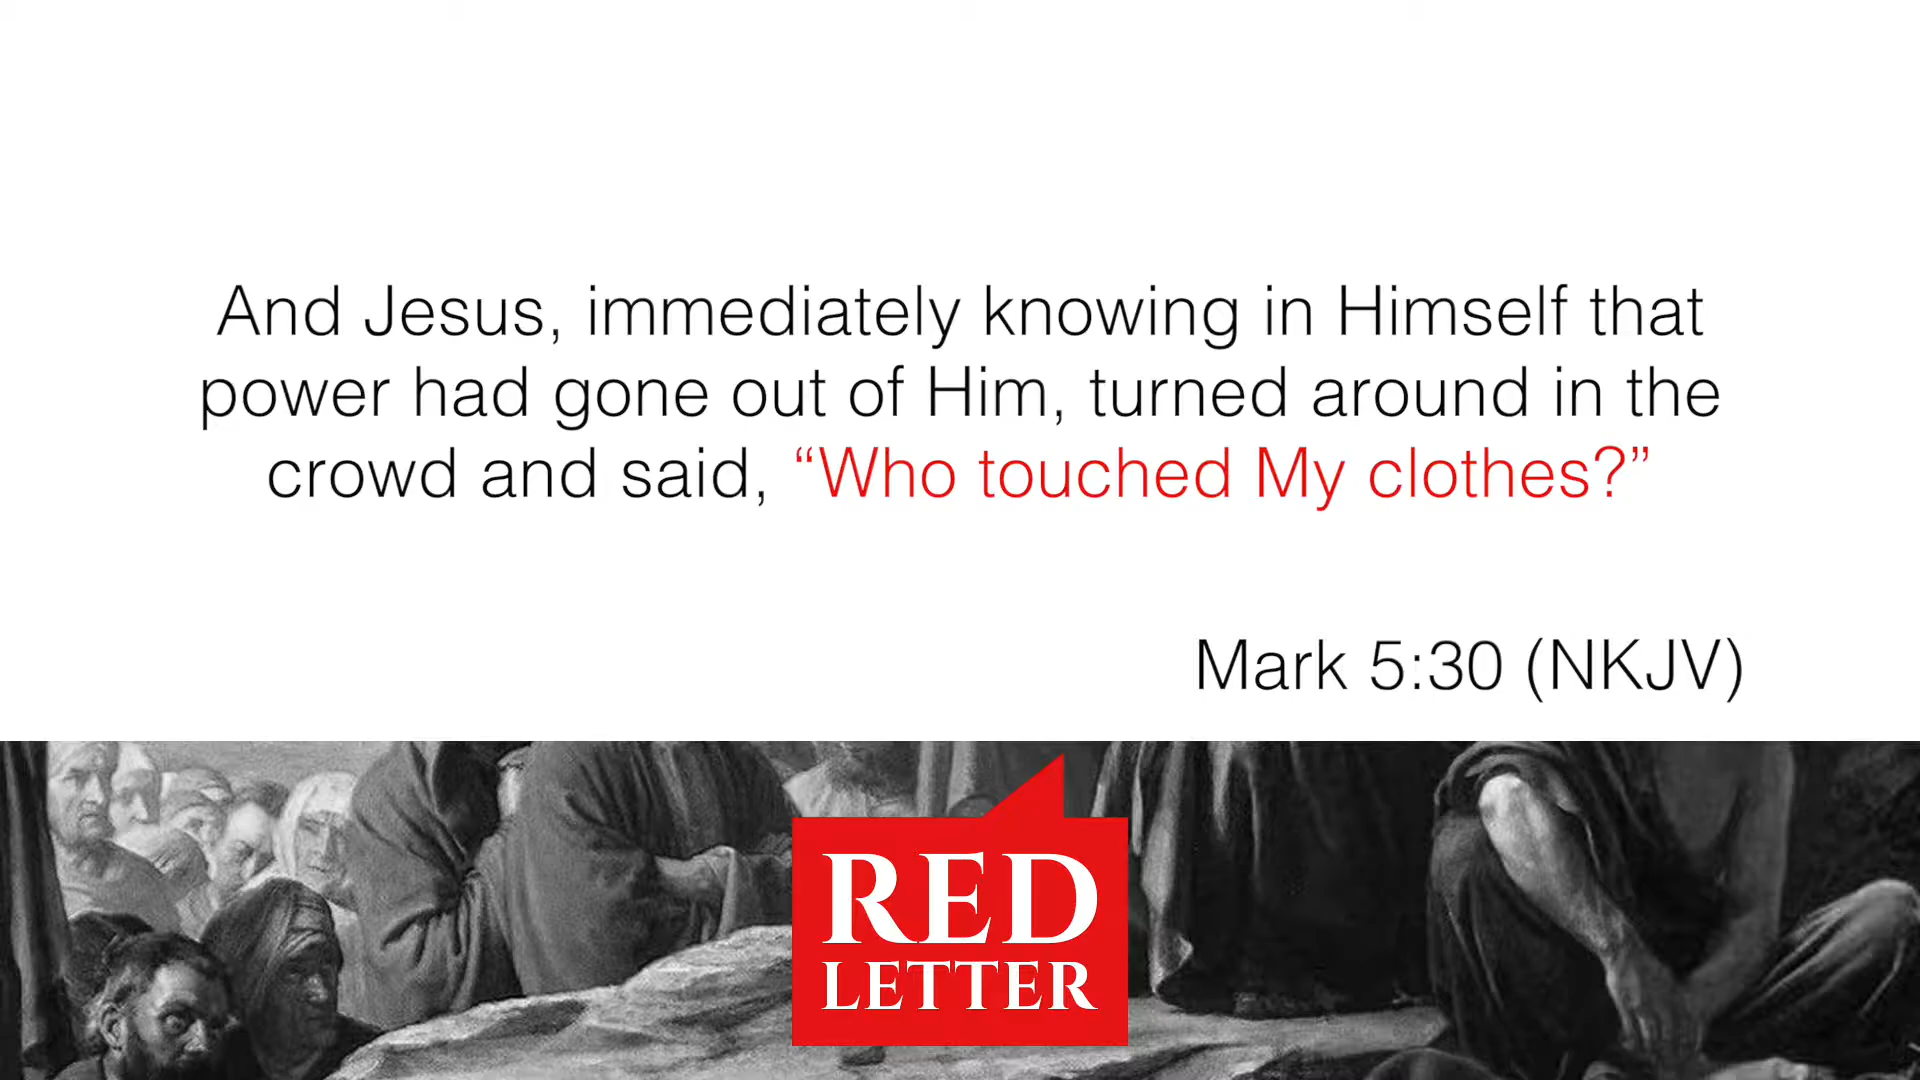 And Jesus, immediately knowing in Himself that
power had gone out of Him, turned around in the
crowd and said, “Who touched My clothes?”
Mark 5:30 (NKJV)
RED
LETTER